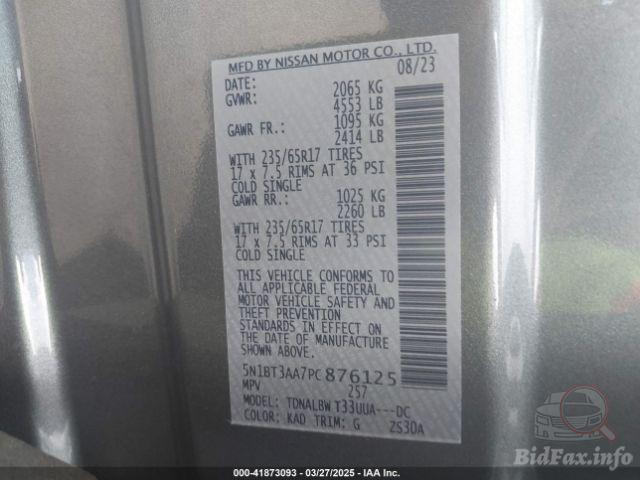 MFD BY NISSAN MOTOR CO., LTD.
DATE: 08/23
GVWR: 2065 KG
4553 LB
GAWR FR.: 1095 KG
2414 LB
WITH 235/65R17 TIRES
17 x 7.5 RIMS AT 36 PSI
COLD SINGLE
GAWR RR.: 1025 KG
2260 LB
WITH 235/65R17 TIRES
17 x 7.5 RIMS AT 33 PSI
COLD SINGLE
THIS VEHICLE CONFORMS TO
ALL APPLICABLE FEDERAL
MOTOR VEHICLE SAFETY AND
THEFT PREVENTION
STANDARDS IN EFFECT ON
THE DATE OF MANUFACTURE
SHOWN ABOVE.
5N1BT3AA7PC876125
MPV
MODEL: TDNALBW T33UUA---DC
COLOR: KAD TRIM: G ZS30A
000-41873093 — 03/27/2025 — IAA Inc.
BidFax.info